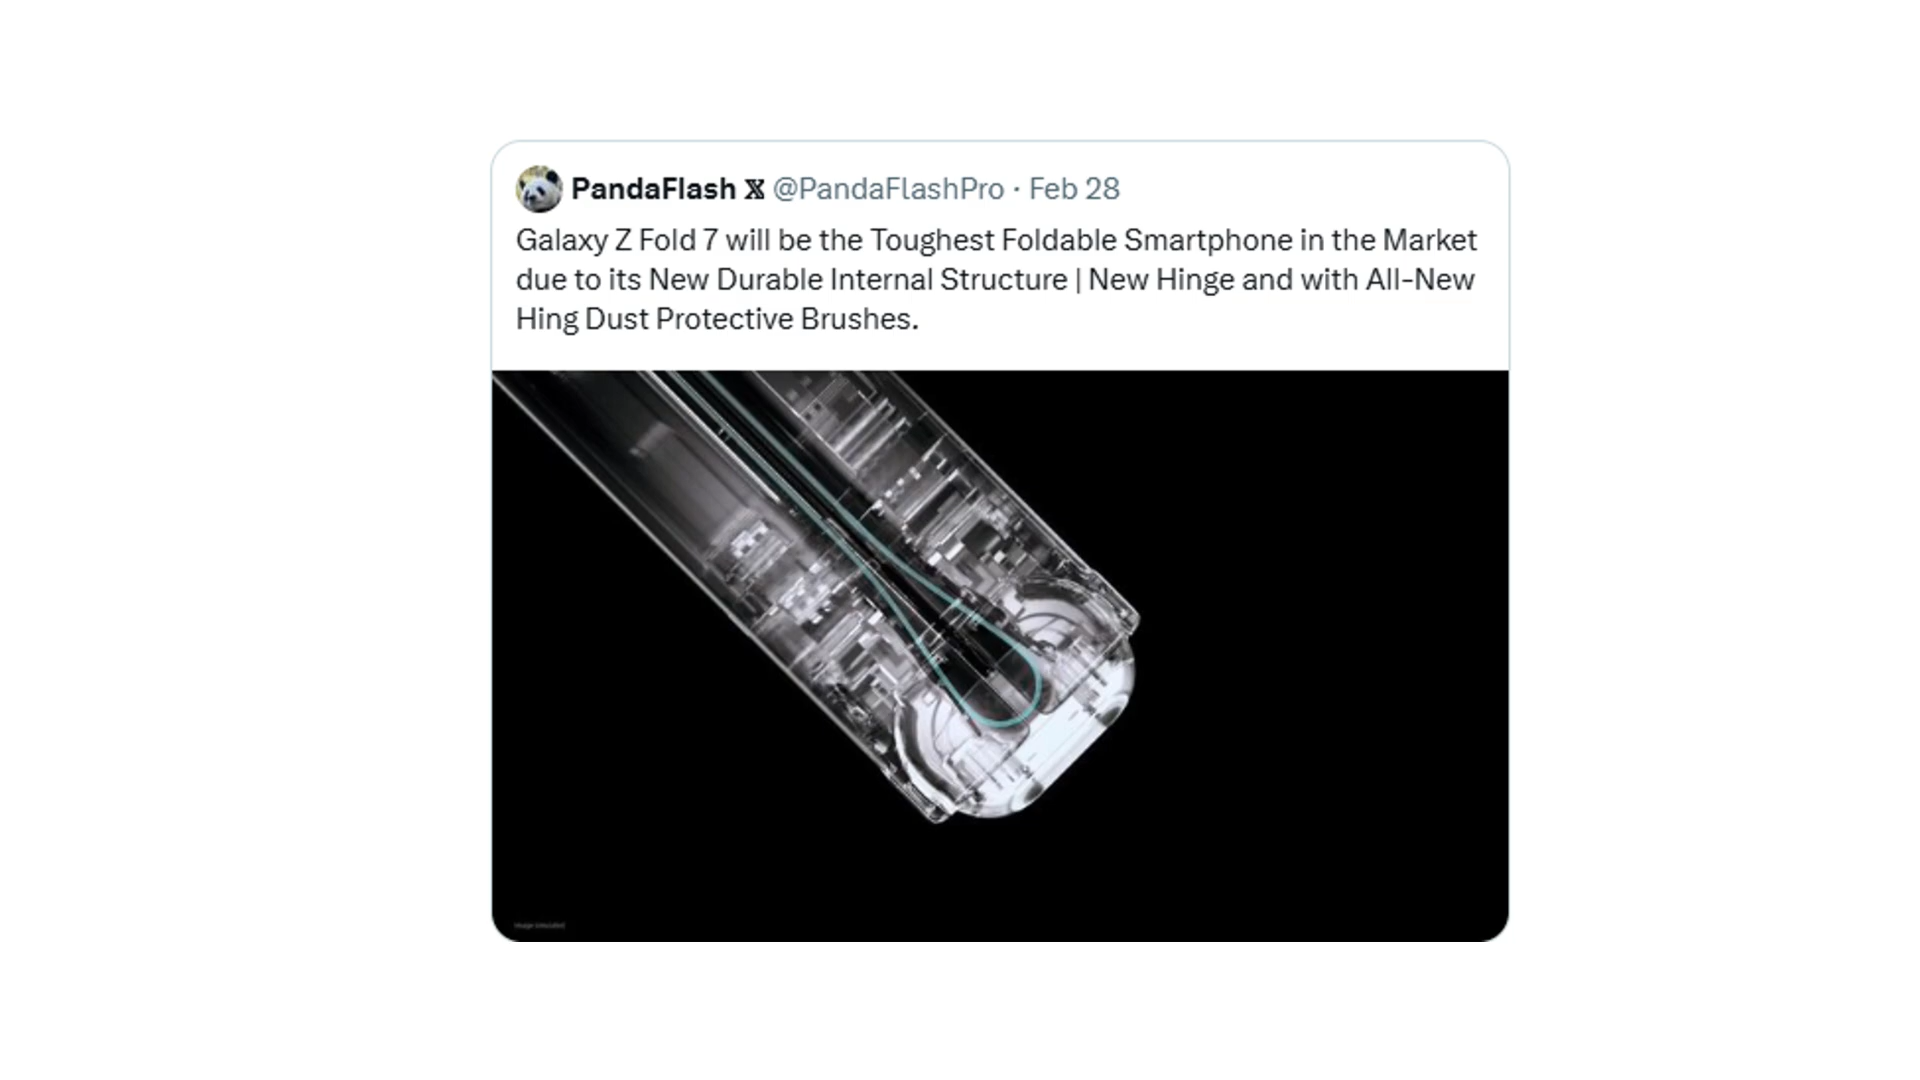 PandaFlash 𝕏 @PandaFlashPro · Feb 28
Galaxy Z Fold 7 will be the Toughest Foldable Smartphone in the Market
due to its New Durable Internal Structure | New Hinge and with All-New
Hing Dust Protective Brushes.